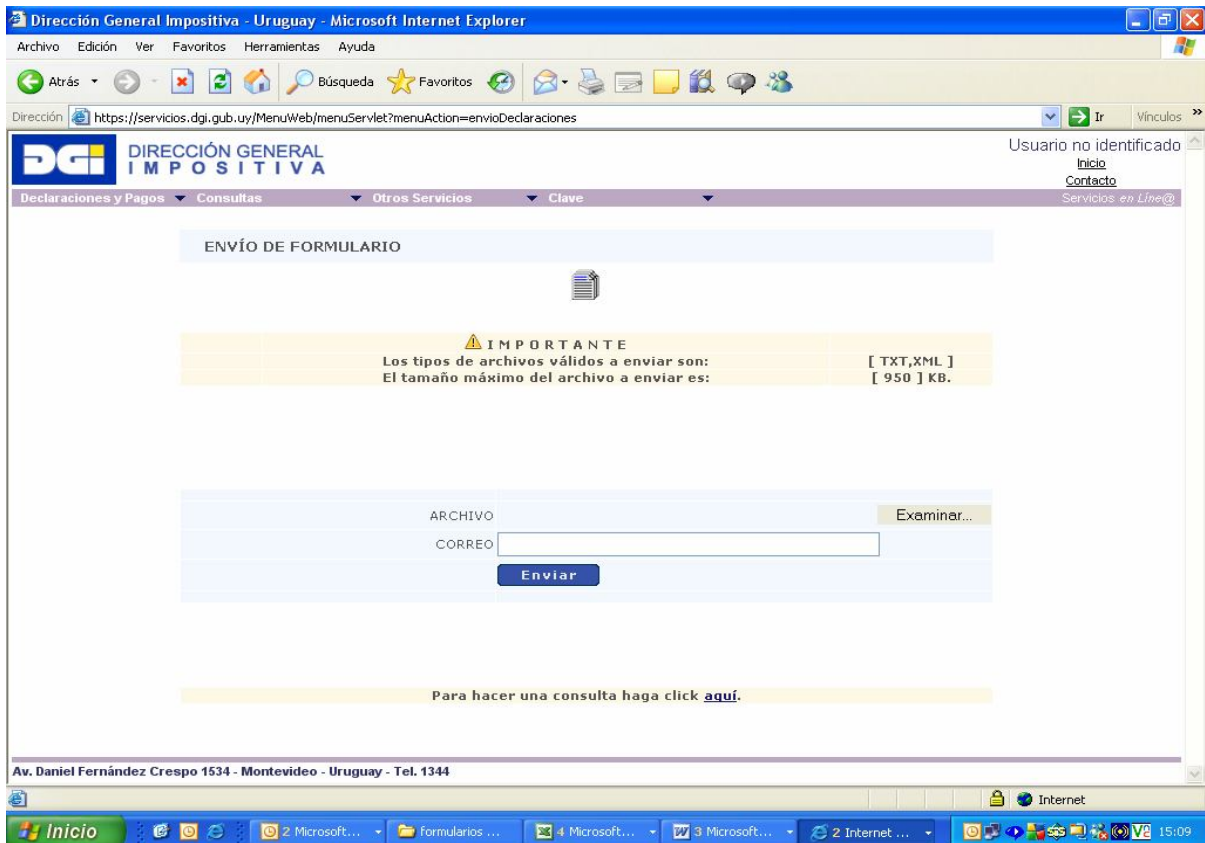 Dirección General Impositiva - Uruguay - Microsoft Internet Explorer
Archivo Edición Ver Favoritos Herramientas Ayuda
Atrás Búsqueda Favoritos
Dirección https://servicios.dgi.gub.uy/MenuWeb/menuServlet?menuAction=envioDeclaraciones Ir Vínculos »
DGI DIRECCIÓN GENERAL
IMPOSITIVA
Usuario no identificado
Inicio
Contacto
Declaraciones y Pagos Consultas Otros Servicios Clave Servicios en Líne@
ENVÍO DE FORMULARIO
IMPORTANTE
Los tipos de archivos válidos a enviar son: [ TXT,XML ]
El tamaño máximo del archivo a enviar es: [ 950 ] KB.
ARCHIVO Examinar...
CORREO
Enviar
Para hacer una consulta haga click aquí.
Av. Daniel Fernández Crespo 1534 - Montevideo - Uruguay - Tel. 1344
Internet
Inicio 2 Microsoft... formularios ... 4 Microsoft... 3 Microsoft... 2 Internet ... 15:09